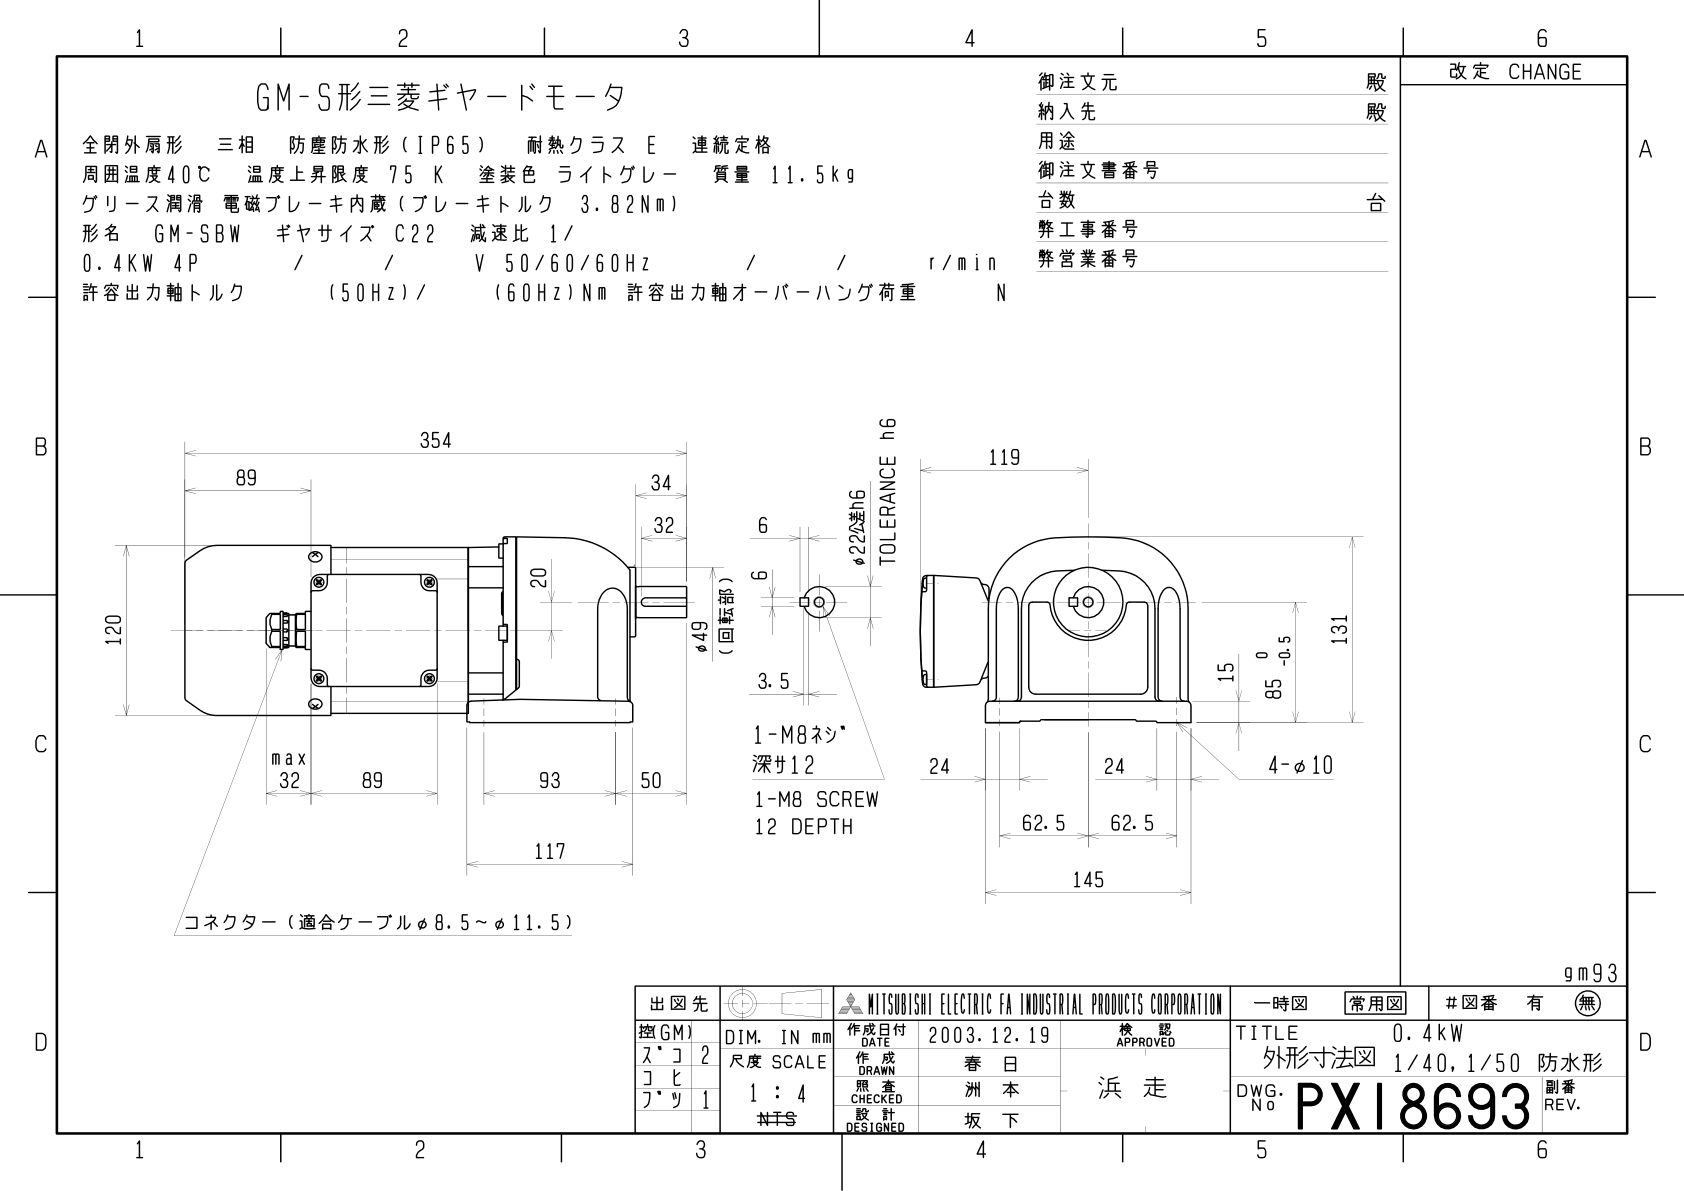 1 2 3 4 5 6
改定 CHANGE
GM-S形三菱ギヤードモータ
全閉外扇形 三相 防塵防水形(IP65) 耐熱クラス E 連続定格
周囲温度40℃ 温度上昇限度 75 K 塗装色 ライトグレー 質量 11.5kg
グリース潤滑 電磁ブレーキ内蔵(ブレーキトルク 3.82Nm)
形名 GM-SBW ギヤサイズ C22 減速比 1/
0.4KW 4P / / V 50/60/60Hz / / r/min
許容出力軸トルク (50Hz)/ (60Hz)Nm 許容出力軸オーバーハング荷重 N
御注文元 殿
納入先 殿
用途
御注文書番号
台数 台
弊工事番号
弊営業番号
A A
B B
C C
D D
354
89
34
32
20
120
φ49
(回転部)
max
32
89
93
50
117
コネクター(適合ケーブルφ8.5~φ11.5)
6
6
3.5
φ22公差h6
TOLERANCE h6
1-M8ネジ
深サ12
1-M8 SCREW
12 DEPTH
119
131
15
85 0 -0.5
24
24
4-φ10
62.5
62.5
145
gm93
出図先
控(GM)
ズコ 2
コヒ
ブツ 1
DIM. IN mm
尺度 SCALE
1 : 4
NTS
MITSUBISHI ELECTRIC FA INDUSTRIAL PRODUCTS CORPORATION
作成日付 DATE 2003.12.19
作成 DRAWN 春日
照査 CHECKED 洲本
設計 DESIGNED 坂下
検認 APPROVED
浜走
一時図 常用図 #図番 有 無
TITLE 0.4kW
外形寸法図 1/40,1/50 防水形
DWG. No PX18693 副番 REV.
1 2 3 4 5 6